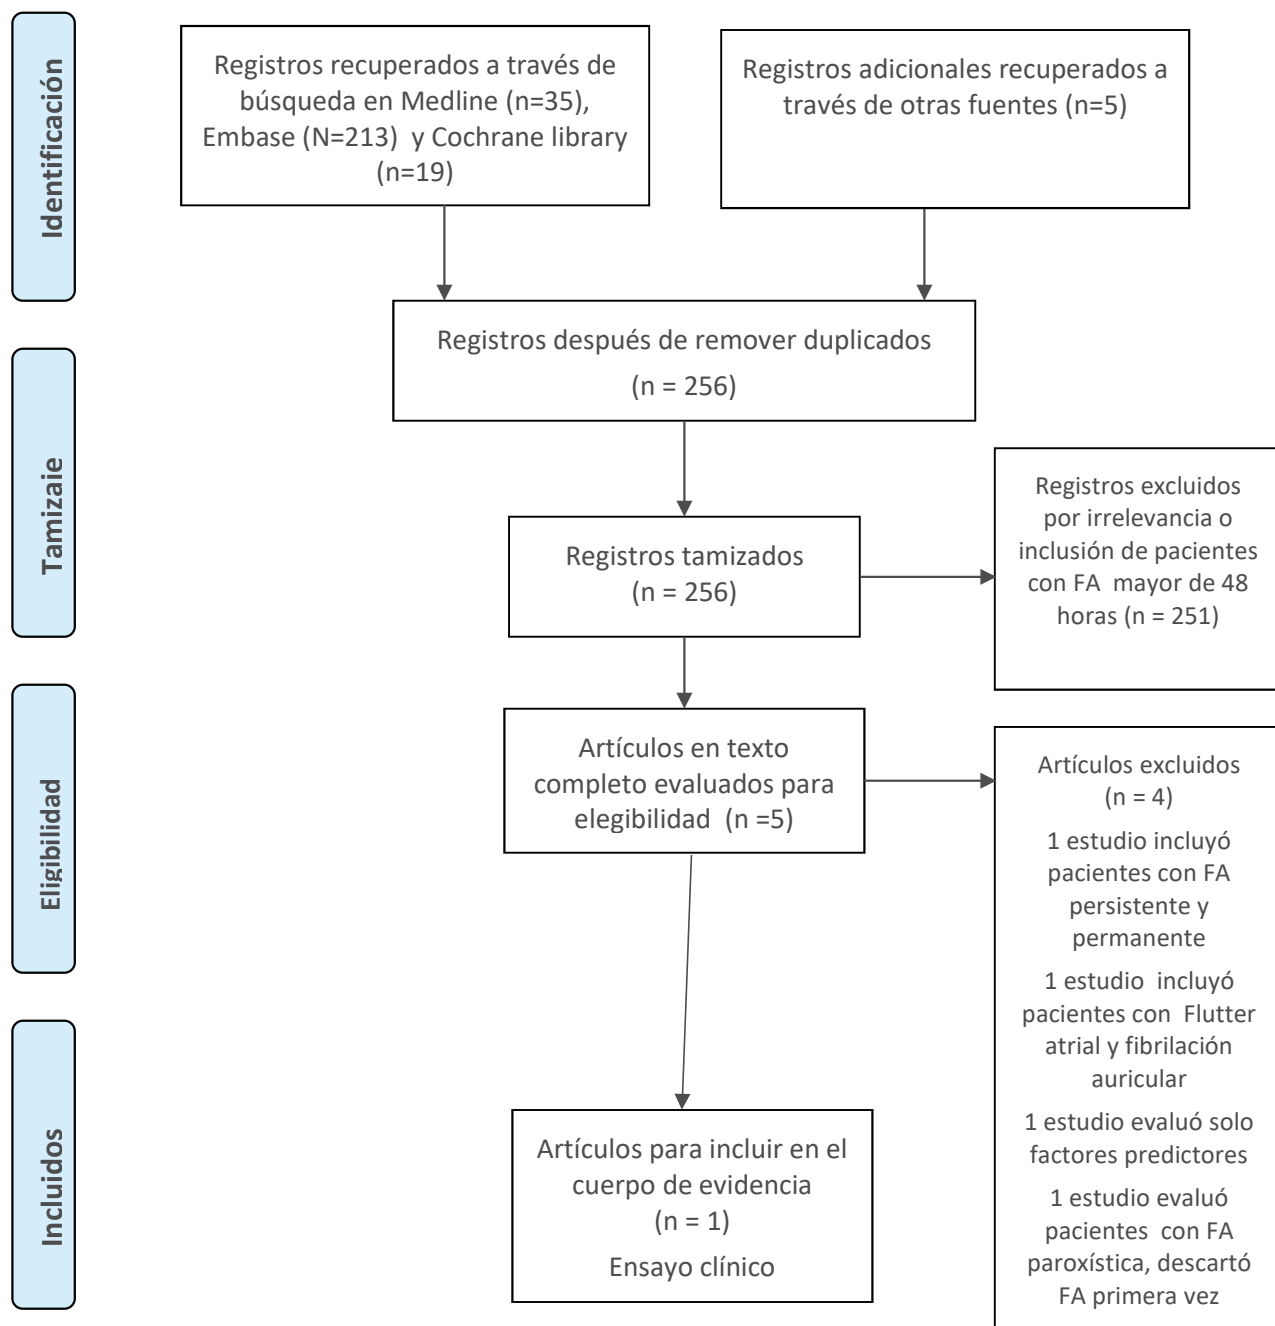 Identificación
Registros recuperados a través de
búsqueda en Medline (n=35),
Embase (N=213) y Cochrane library
(n=19)
Registros adicionales recuperados a
través de otras fuentes (n=5)
Registros después de remover duplicados
(n = 256)
Tamizaje
Registros tamizados
(n = 256)
Registros excluidos
por irrelevancia o
inclusión de pacientes
con FA mayor de 48
horas (n = 251)
Eligibilidad
Artículos en texto
completo evaluados para
elegibilidad (n =5)
Artículos excluidos
(n = 4)
1 estudio incluyó
pacientes con FA
persistente y
permanente
1 estudio incluyó
pacientes con Flutter
atrial y fibrilación
auricular
1 estudio evaluó solo
factores predictores
1 estudio evaluó
pacientes con FA
paroxística, descartó
FA primera vez
Incluidos
Artículos para incluir en el
cuerpo de evidencia
(n = 1)
Ensayo clínico